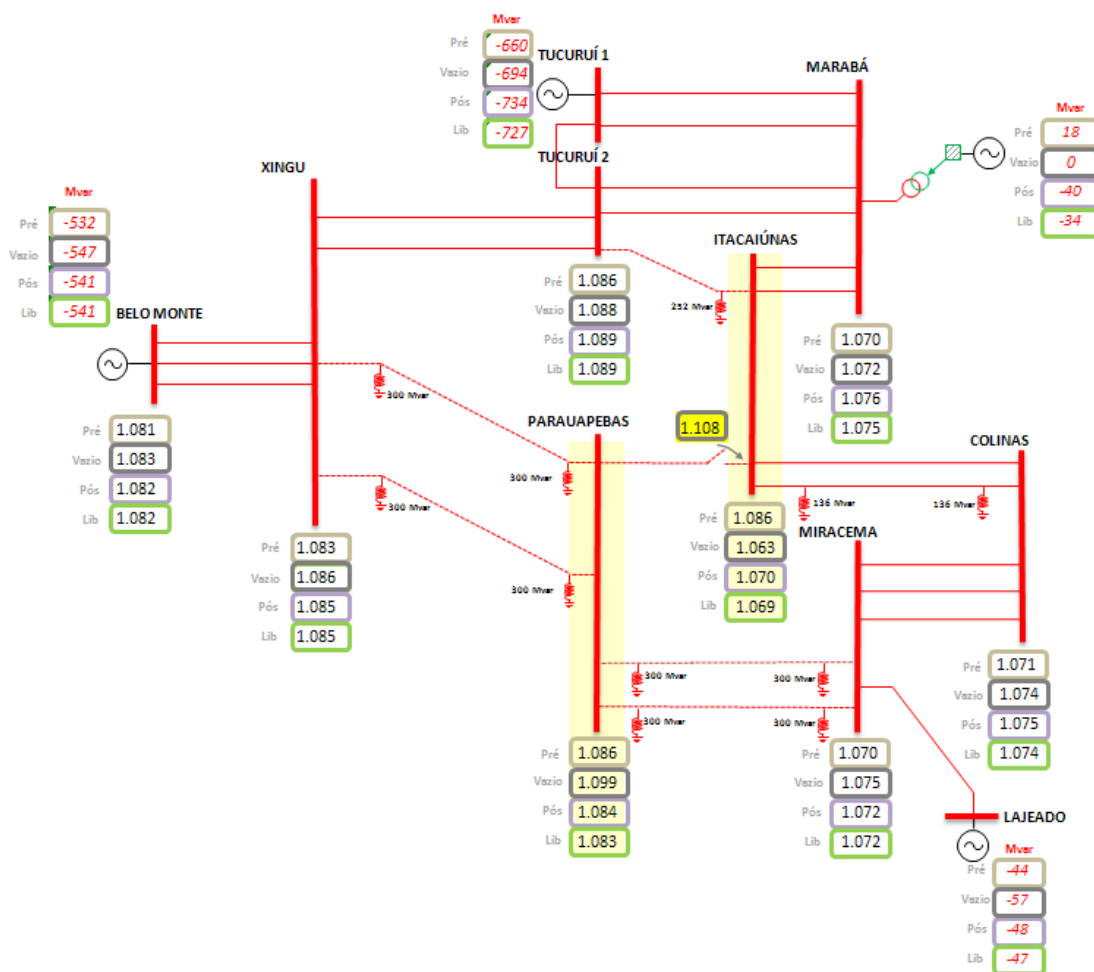 Mvar
Pré -660
Vazio -694
Pós -734
Lib -727
TUCURUÍ 1
MARABÁ
Mvar
Pré 18
Vazio 0
Pós -40
Lib -34
TUCURUÍ 2
XINGU
Mvar
Pré -532
Vazio -547
Pós -541
Lib -541
BELO MONTE
ITACAIÚNAS
252 Mvar
Pré 1.086
Vazio 1.088
Pós 1.089
Lib 1.089
Pré 1.070
Vazio 1.072
Pós 1.076
Lib 1.075
300 Mvar
Pré 1.081
Vazio 1.083
Pós 1.082
Lib 1.082
PARAUAPEBAS
1.108
COLINAS
300 Mvar
300 Mvar
136 Mvar
136 Mvar
Pré 1.086
Vazio 1.063
Pós 1.070
Lib 1.069
MIRACEMA
Pré 1.083
Vazio 1.086
Pós 1.085
Lib 1.085
300 Mvar
300 Mvar
300 Mvar
300 Mvar
300 Mvar
Pré 1.071
Vazio 1.074
Pós 1.075
Lib 1.074
Pré 1.086
Vazio 1.099
Pós 1.084
Lib 1.083
Pré 1.070
Vazio 1.075
Pós 1.072
Lib 1.072
LAJEADO
Mvar
Pré -44
Vazio -57
Pós -48
Lib -47